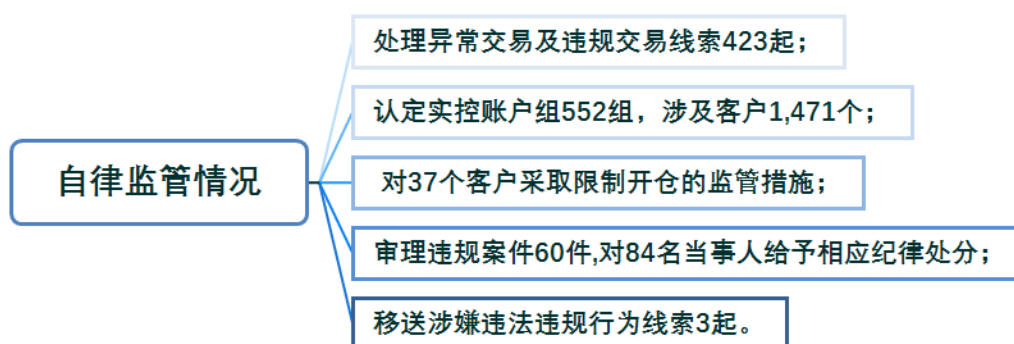 自律监管情况
处理异常交易及违规交易线索423起；
认定实控账户组552组，涉及客户1,471个；
对37个客户采取限制开仓的监管措施；
审理违规案件60件,对84名当事人给予相应纪律处分；
移送涉嫌违法违规行为线索3起。